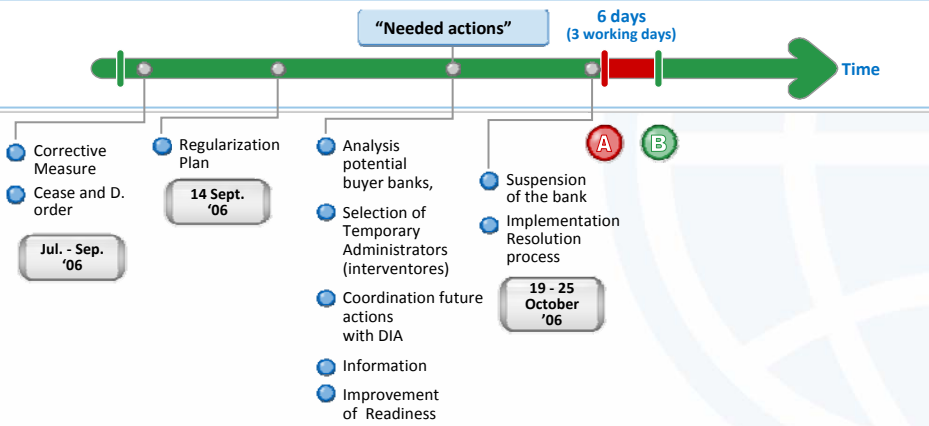 “Needed actions”
6 days
(3 working days)
Time
A
B
Corrective
Measure
Cease and D.
order
Jul. - Sep.
‘06
Regularization
Plan
14 Sept.
‘06
Analysis
potential
buyer banks,
Selection of
Temporary
Administrators
(interventores)
Coordination future
actions
with DIA
Information
Improvement
of Readiness
Suspension
of the bank
Implementation
Resolution
process
19 - 25
October
’06